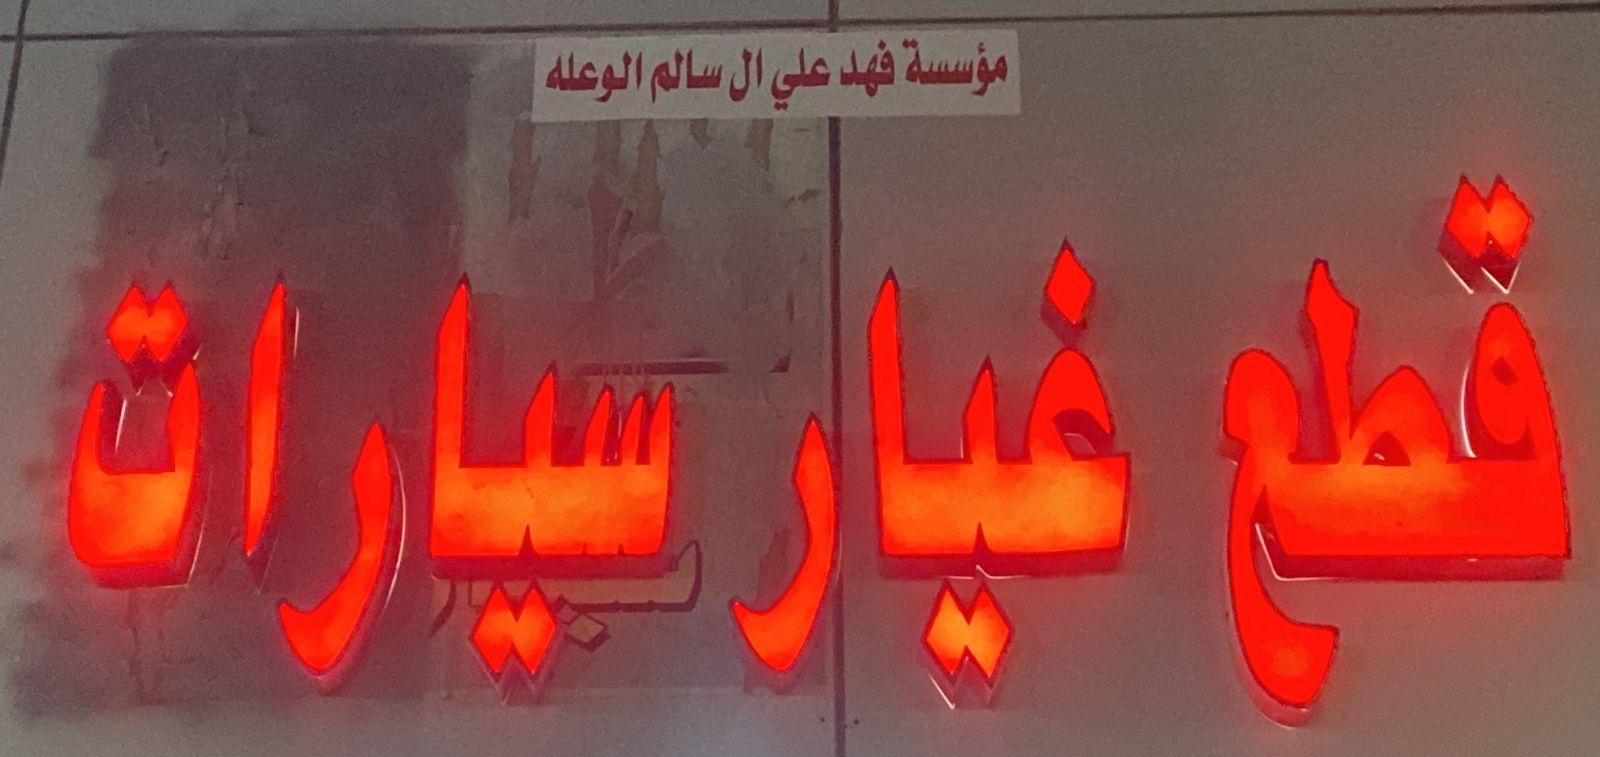 مؤسسة فهد علي ال سالم الوعله
قطع غيار سيارات